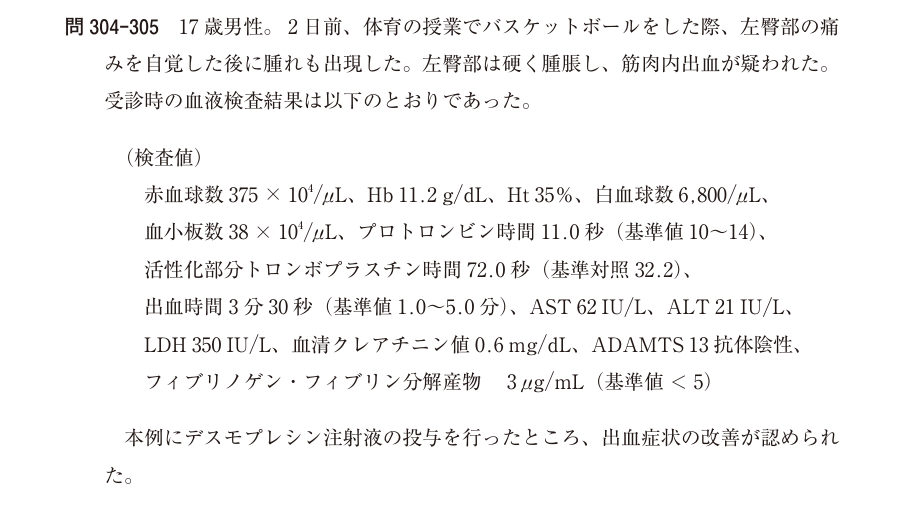 問 304-305　17 歳男性。2 日前、体育の授業でバスケットボールをした際、左臀部の痛
みを自覚した後に腫れも出現した。左臀部は硬く腫脹し、筋肉内出血が疑われた。
受診時の血液検査結果は以下のとおりであった。
（検査値）
赤血球数 375 × 10⁴/μL、Hb 11.2 g/dL、Ht 35%、白血球数 6,800/μL、
血小板数 38 × 10⁴/μL、プロトロンビン時間 11.0 秒（基準値 10〜14）、
活性化部分トロンボプラスチン時間 72.0 秒（基準対照 32.2）、
出血時間 3 分 30 秒（基準値 1.0〜5.0 分）、AST 62 IU/L、ALT 21 IU/L、
LDH 350 IU/L、血清クレアチニン値 0.6 mg/dL、ADAMTS 13 抗体陰性、
フィブリノゲン・フィブリン分解産物　3 μg/mL（基準値 < 5）
本例にデスモプレシン注射液の投与を行ったところ、出血症状の改善が認められ
た。